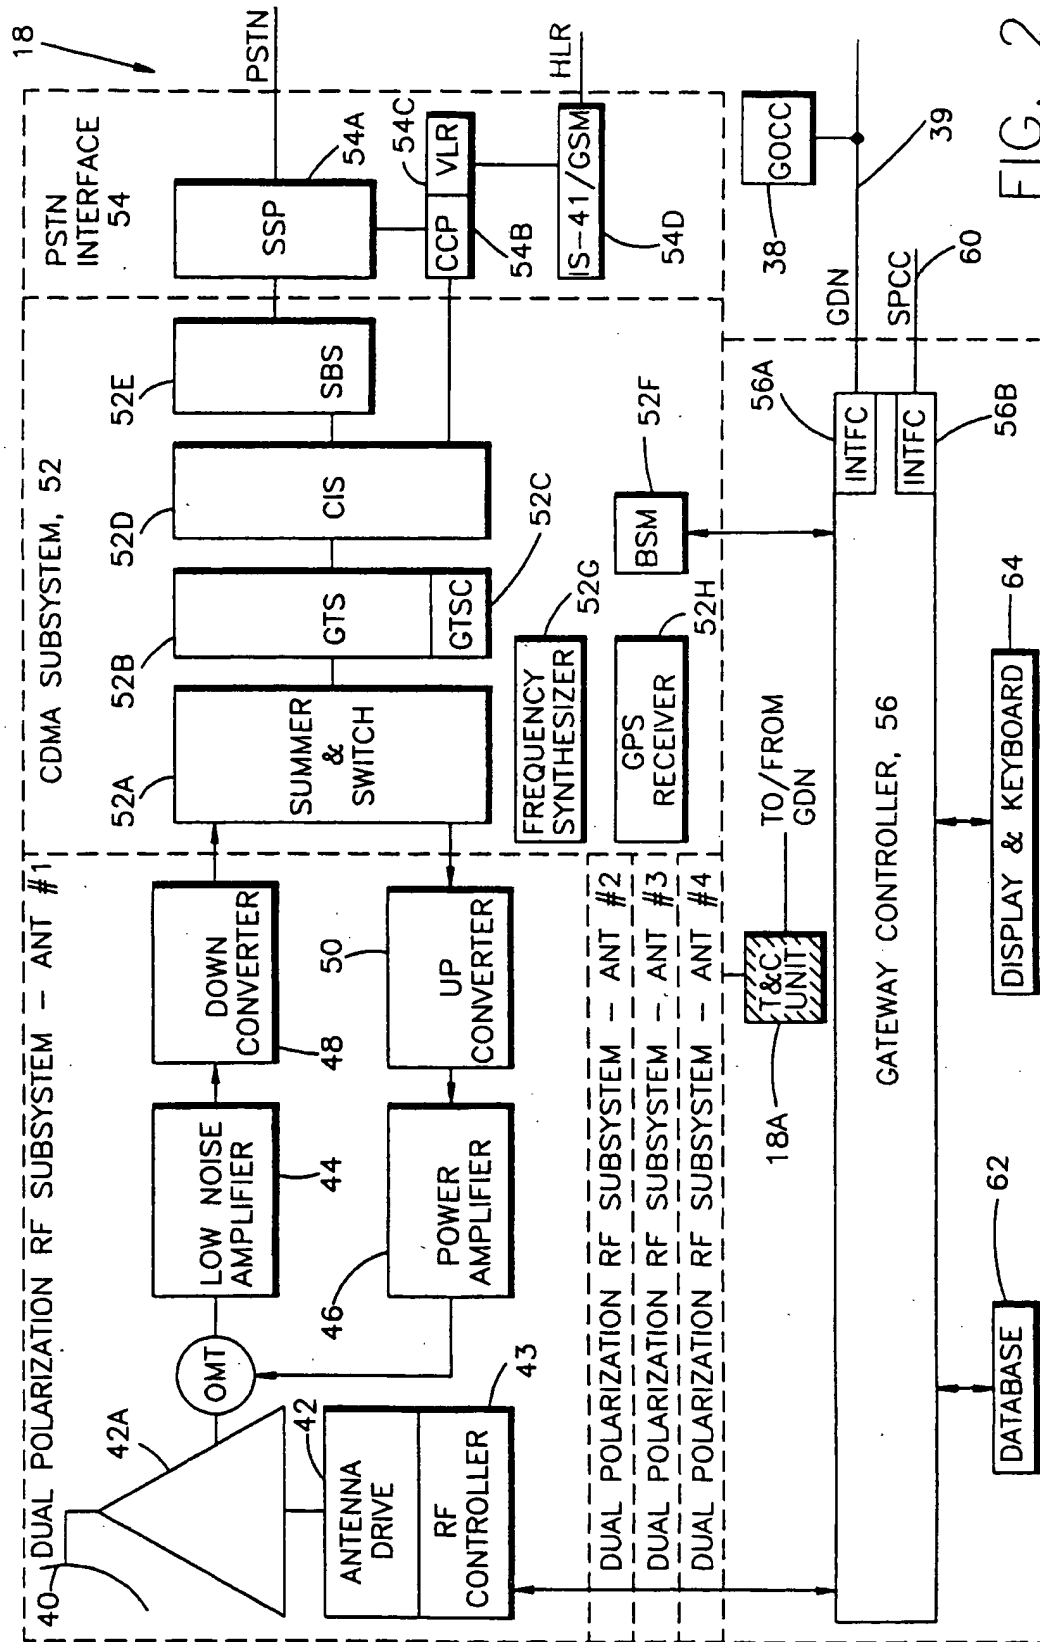 18
PSTN
HLR
PSTN
INTERFACE
54
SSP
54A
CCP
VLR
54C
54B
IS-41/GSM
54D
CDMA SUBSYSTEM, 52
52E
SBS
52D
CIS
52B
GTS
GTSC
52C
52A
SUMMER
&
SWITCH
52G
FREQUENCY
SYNTHESIZER
52H
GPS
RECEIVER
52F
BSM
40
DUAL POLARIZATION RF SUBSYSTEM - ANT #1
42A
OMT
LOW NOISE
AMPLIFIER
44
DOWN
CONVERTER
48
50
UP
CONVERTER
46
POWER
AMPLIFIER
42
ANTENNA
DRIVE
RF
CONTROLLER
43
DUAL POLARIZATION RF SUBSYSTEM - ANT #2
DUAL POLARIZATION RF SUBSYSTEM - ANT #3
DUAL POLARIZATION RF SUBSYSTEM - ANT #4
T&C
UNIT
18A
TO/FROM
GDN
GATEWAY CONTROLLER, 56
INTFC
56A
INTFC
56B
GDN
SPCC
60
38
GOCC
39
DATABASE
62
DISPLAY & KEYBOARD
64
FIG. 2